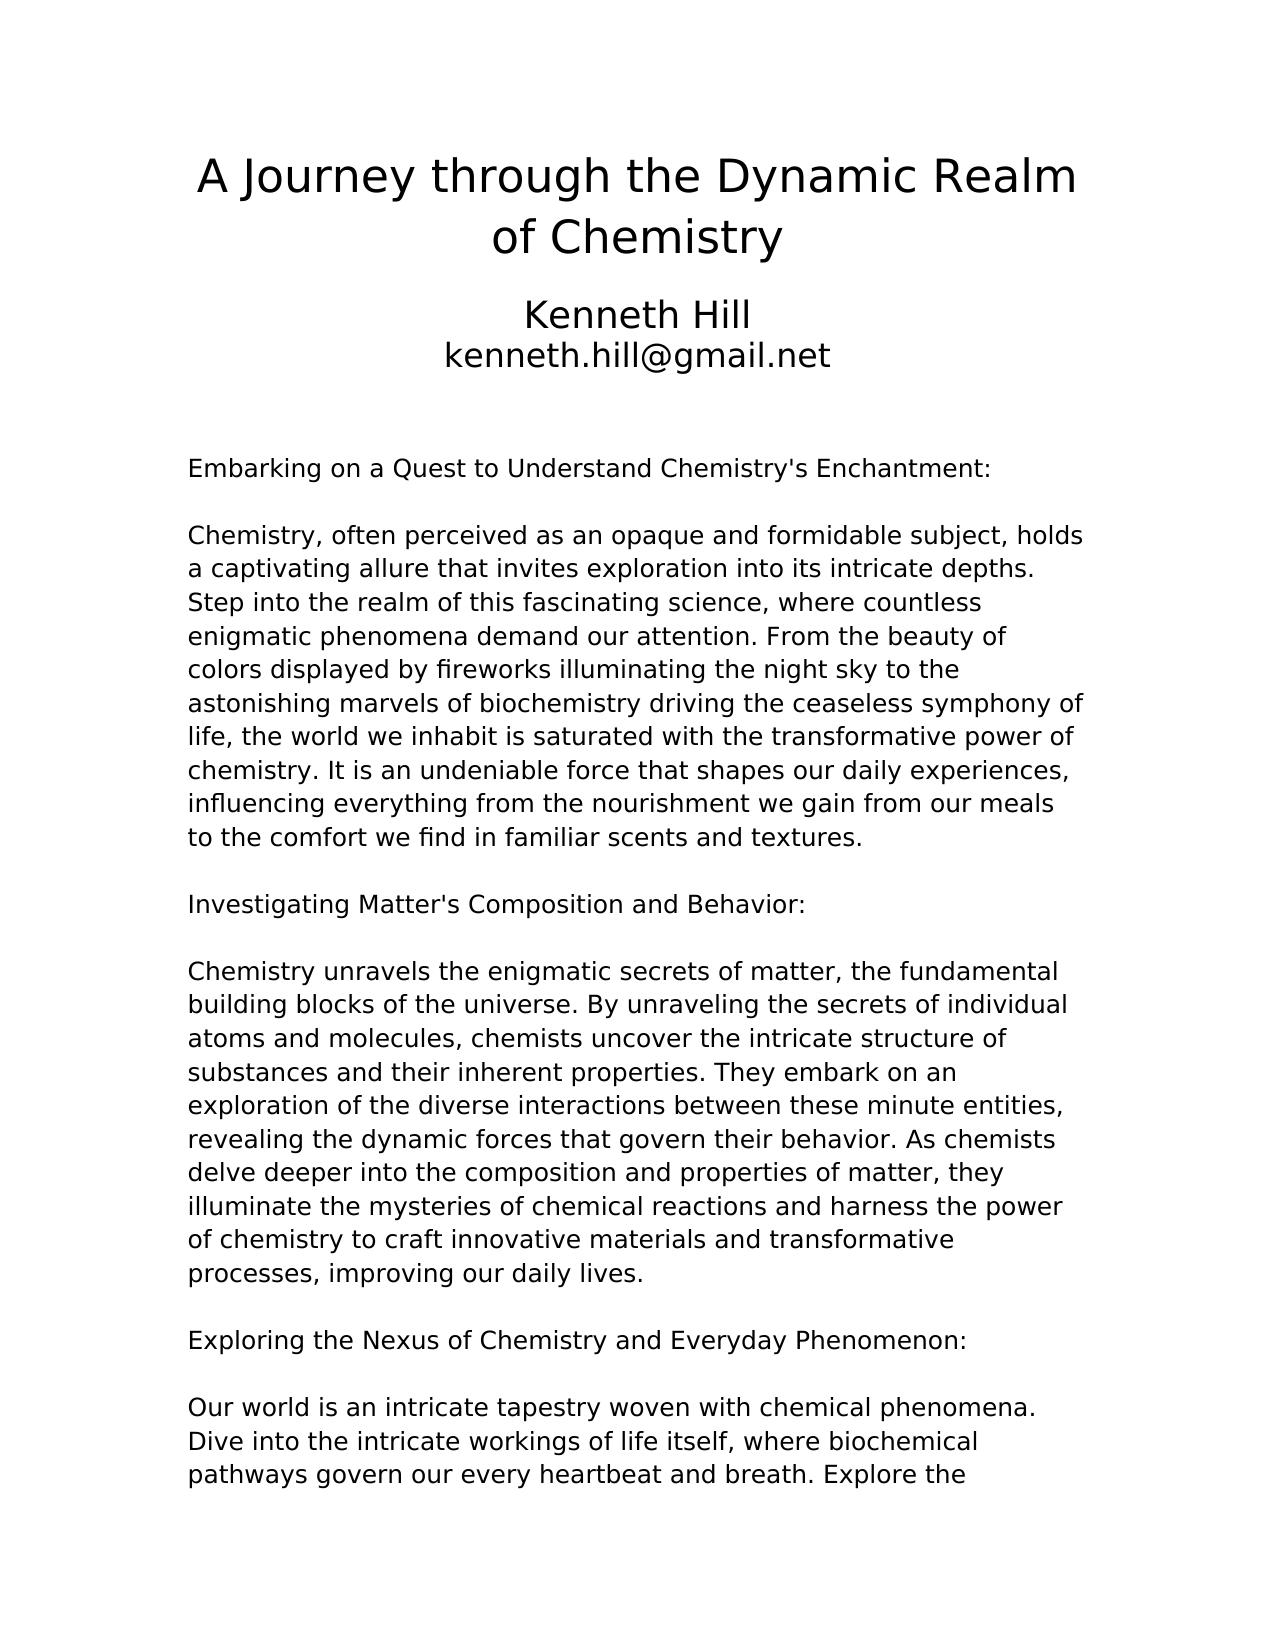 A Journey through the Dynamic Realm
of Chemistry
Kenneth Hill
kenneth.hill@gmail.net
Embarking on a Quest to Understand Chemistry's Enchantment:
Chemistry, often perceived as an opaque and formidable subject, holds
a captivating allure that invites exploration into its intricate depths.
Step into the realm of this fascinating science, where countless
enigmatic phenomena demand our attention. From the beauty of
colors displayed by fireworks illuminating the night sky to the
astonishing marvels of biochemistry driving the ceaseless symphony of
life, the world we inhabit is saturated with the transformative power of
chemistry. It is an undeniable force that shapes our daily experiences,
influencing everything from the nourishment we gain from our meals
to the comfort we find in familiar scents and textures.
Investigating Matter's Composition and Behavior:
Chemistry unravels the enigmatic secrets of matter, the fundamental
building blocks of the universe. By unraveling the secrets of individual
atoms and molecules, chemists uncover the intricate structure of
substances and their inherent properties. They embark on an
exploration of the diverse interactions between these minute entities,
revealing the dynamic forces that govern their behavior. As chemists
delve deeper into the composition and properties of matter, they
illuminate the mysteries of chemical reactions and harness the power
of chemistry to craft innovative materials and transformative
processes, improving our daily lives.
Exploring the Nexus of Chemistry and Everyday Phenomenon:
Our world is an intricate tapestry woven with chemical phenomena.
Dive into the intricate workings of life itself, where biochemical
pathways govern our every heartbeat and breath. Explore the